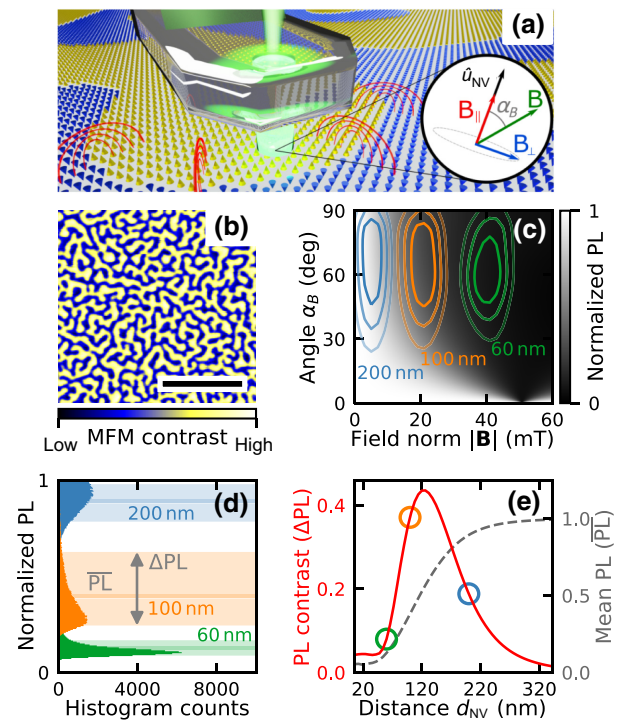 (a)
û_NV
B_∥
α_B
B
B_⊥
(b)
Low MFM contrast High
(c)
90
60
30
0
Angle α_B (deg)
200 nm
100 nm
60 nm
0 20 40 60
Field norm |B| (mT)
1
0
Normalized PL
(d)
1
0
Normalized PL
200 nm
ΔPL
P̅L̅
100 nm
60 nm
0 4000 8000
Histogram counts
(e)
0.4
0.2
0.0
PL contrast (ΔPL)
1.0
0.5
0.0
Mean PL (P̅L̅)
20 120 220 320
Distance d_NV (nm)